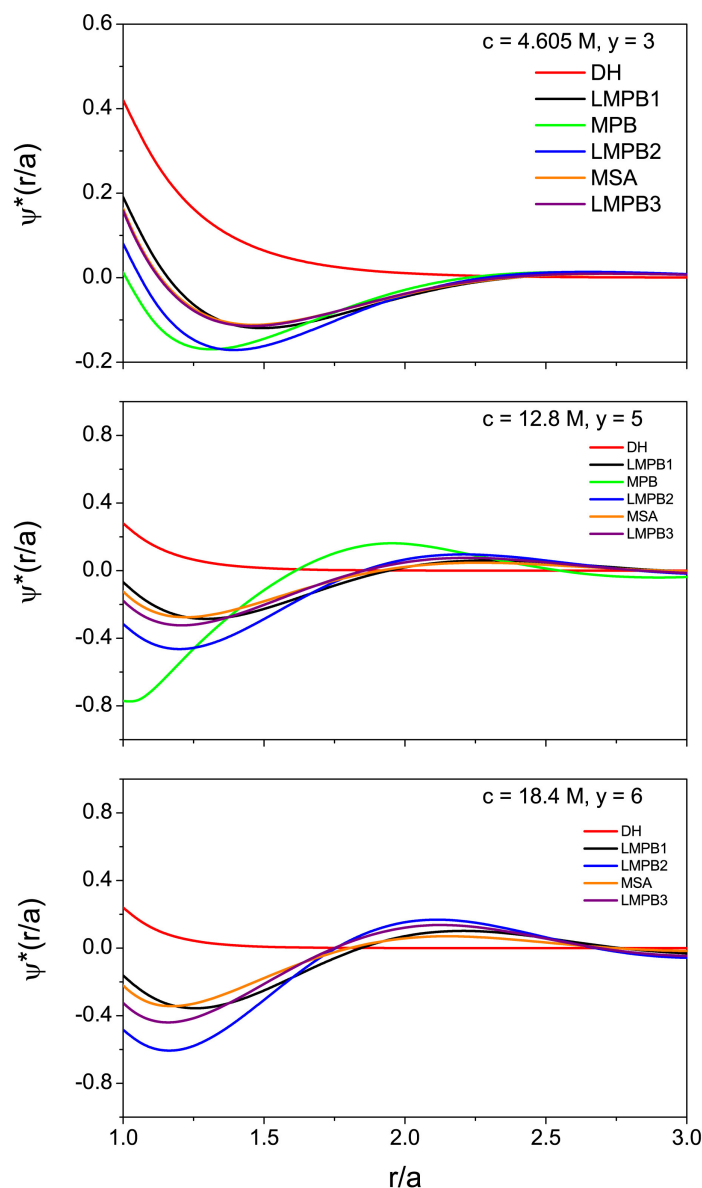 c = 4.605 M, y = 3
DH
LMPB1
MPB
LMPB2
MSA
LMPB3
ψ*(r/a)
0.6
0.4
0.2
0.0
-0.2
c = 12.8 M, y = 5
DH
LMPB1
MPB
LMPB2
MSA
LMPB3
ψ*(r/a)
0.8
0.4
0.0
-0.4
-0.8
c = 18.4 M, y = 6
DH
LMPB1
LMPB2
MSA
LMPB3
ψ*(r/a)
0.8
0.4
0.0
-0.4
-0.8
1.0 1.5 2.0 2.5 3.0
r/a